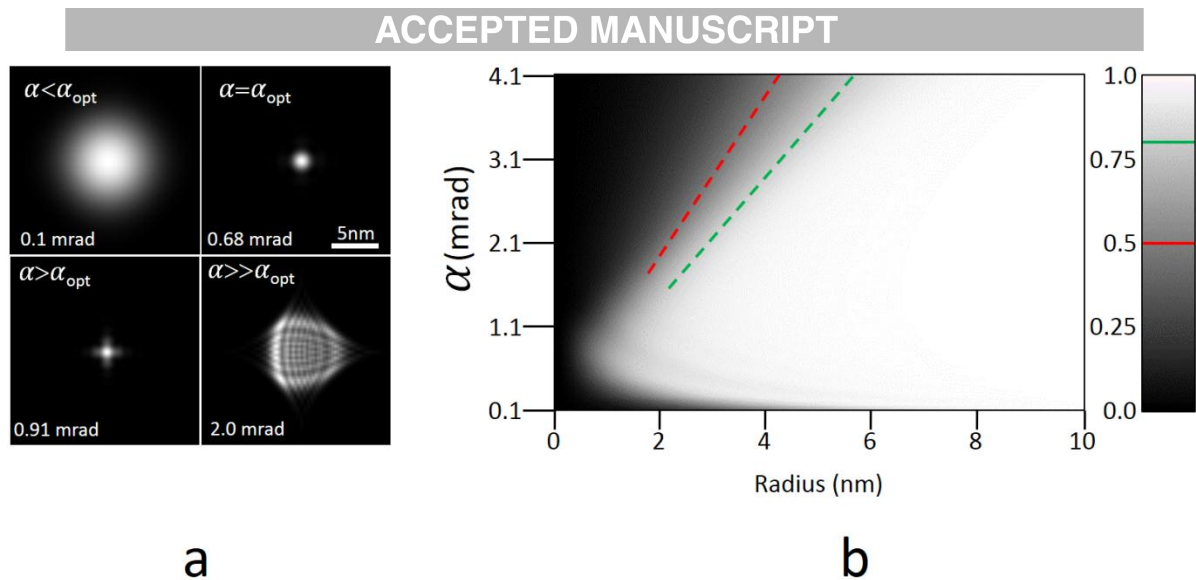 ACCEPTED MANUSCRIPT
α<αopt
0.1 mrad
α=αopt
0.68 mrad
5nm
α>αopt
0.91 mrad
α>>αopt
2.0 mrad
a
α(mrad)
4.1
3.1
2.1
1.1
0.1
0 2 4 6 8 10
Radius (nm)
1.0
0.75
0.5
0.25
0.0
b